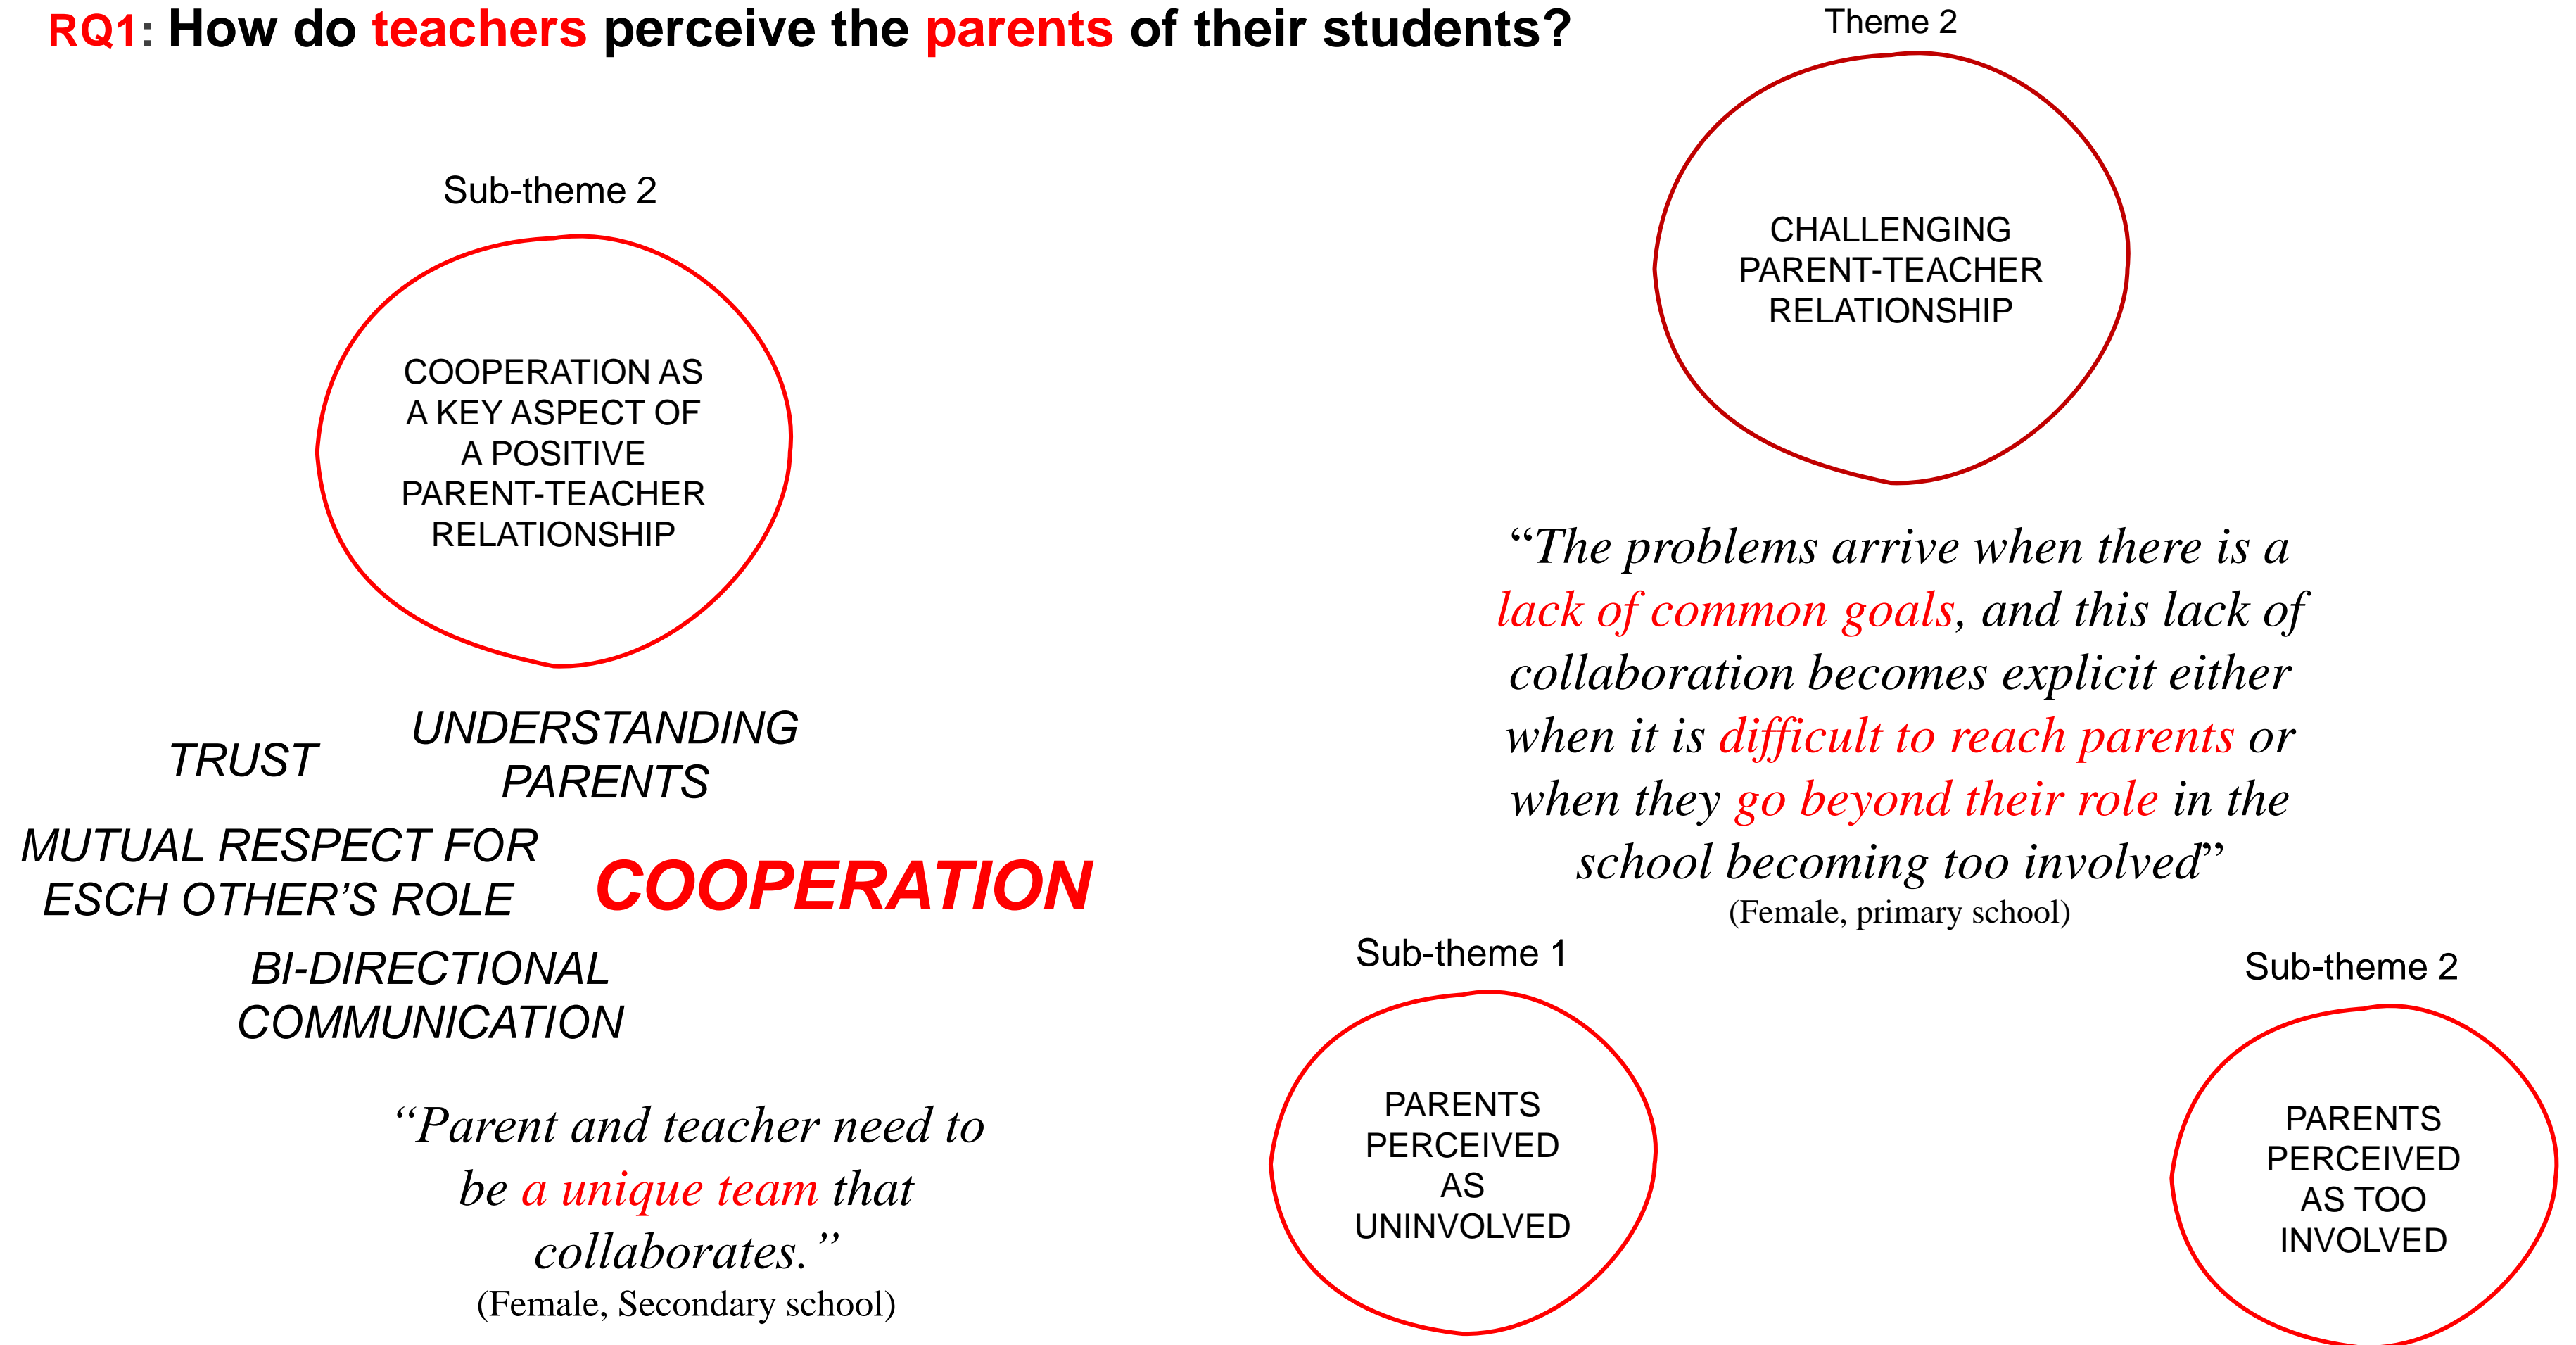 RQ1: How do teachers perceive the parents of their students?
Sub-theme 2
COOPERATION AS
A KEY ASPECT OF
A POSITIVE
PARENT-TEACHER
RELATIONSHIP
TRUST
UNDERSTANDING
PARENTS
MUTUAL RESPECT FOR
ESCH OTHER’S ROLE
COOPERATION
BI-DIRECTIONAL
COMMUNICATION
“Parent and teacher need to
be a unique team that
collaborates.”
(Female, Secondary school)
Theme 2
CHALLENGING
PARENT-TEACHER
RELATIONSHIP
“The problems arrive when there is a
lack of common goals, and this lack of
collaboration becomes explicit either
when it is difficult to reach parents or
when they go beyond their role in the
school becoming too involved”
(Female, primary school)
Sub-theme 1
PARENTS
PERCEIVED
AS
UNINVOLVED
Sub-theme 2
PARENTS
PERCEIVED
AS TOO
INVOLVED